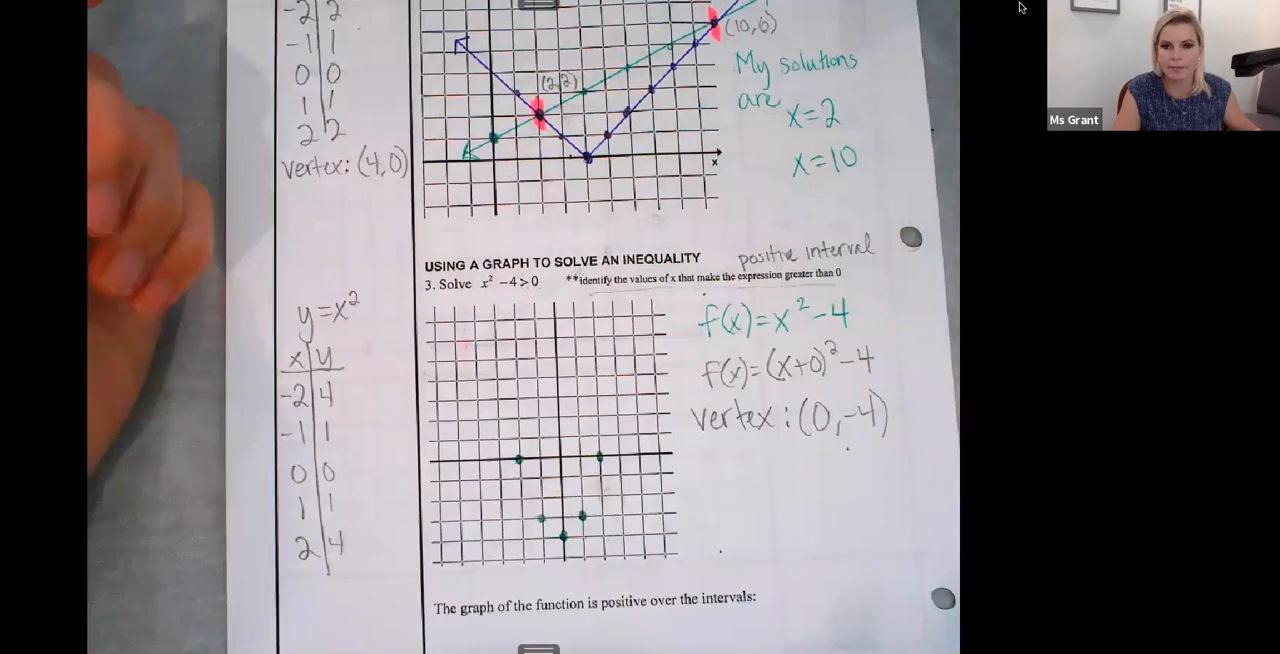 -2 2
-1 1
0 0
1 1
2 2
vertex: (4,0)
(2,2)
(10,6)
x
My solutions
are x=2
x=10
USING A GRAPH TO SOLVE AN INEQUALITY
positive interval
3. Solve x² -4>0 **identify the values of x that make the expression greater than 0
y=x²
x y
-2 4
-1 1
0 0
1 1
2 4
f(x)=x²-4
f(x)=(x+0)²-4
vertex: (0,-4)
The graph of the function is positive over the intervals:
Ms Grant